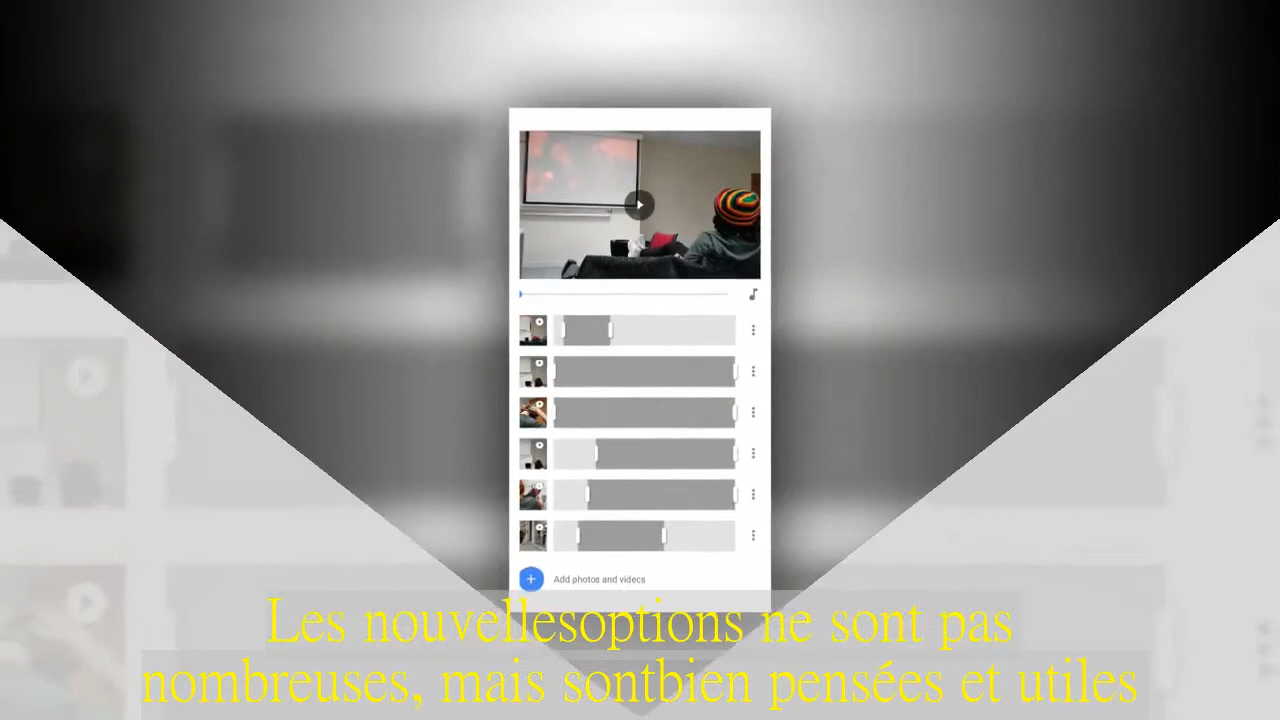 Add photos and videos
Les nouvellesoptions ne sont pas
nombreuses, mais sontbien pensées et utiles